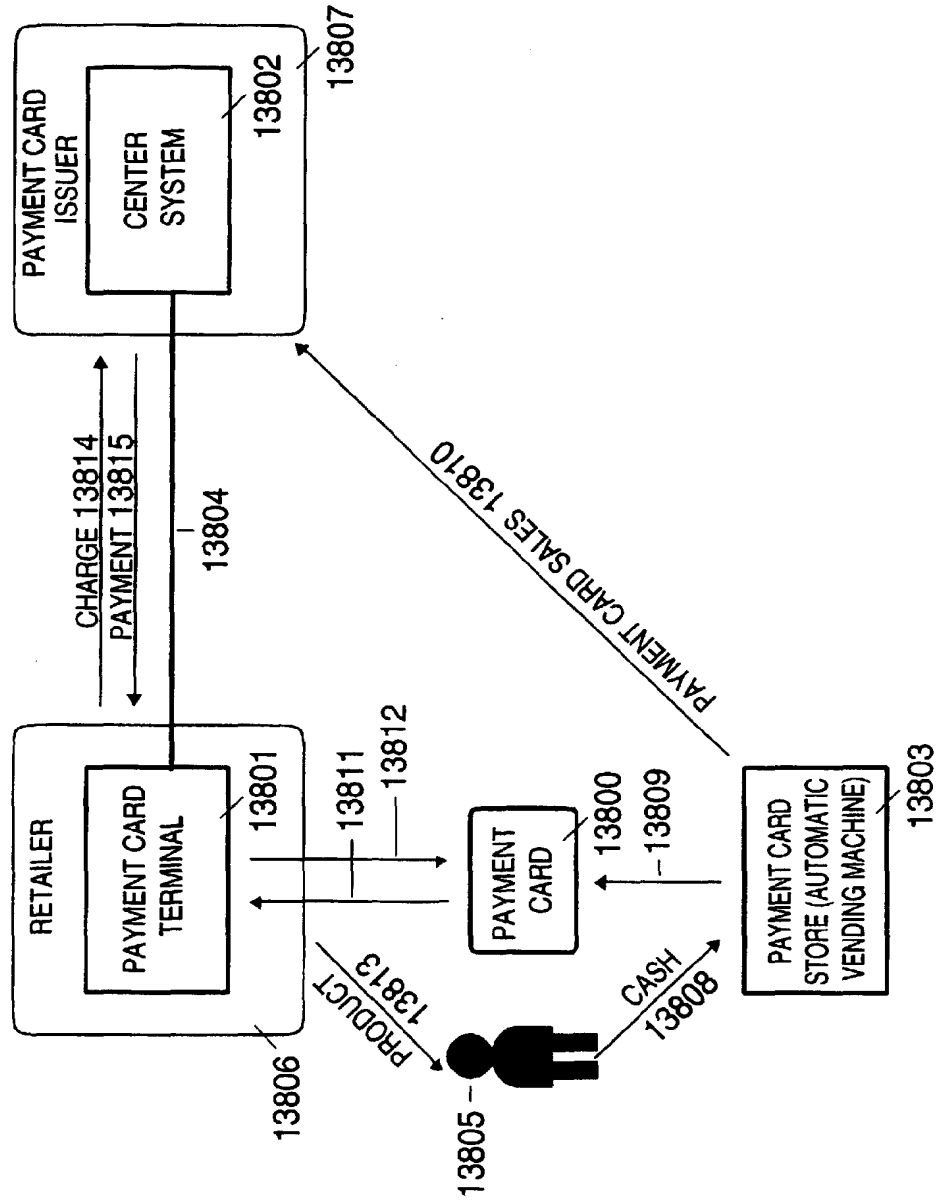 RETAILER
PAYMENT CARD
TERMINAL
13801
13806
CHARGE 13814
PAYMENT 13815
13804
PAYMENT CARD
ISSUER
CENTER
SYSTEM
13802
13807
PRODUCT
13813
13811
13812
13805
PAYMENT
CARD
13800
13809
CASH
13808
PAYMENT CARD SALES 13810
PAYMENT CARD
STORE (AUTOMATIC
VENDING MACHINE)
13803